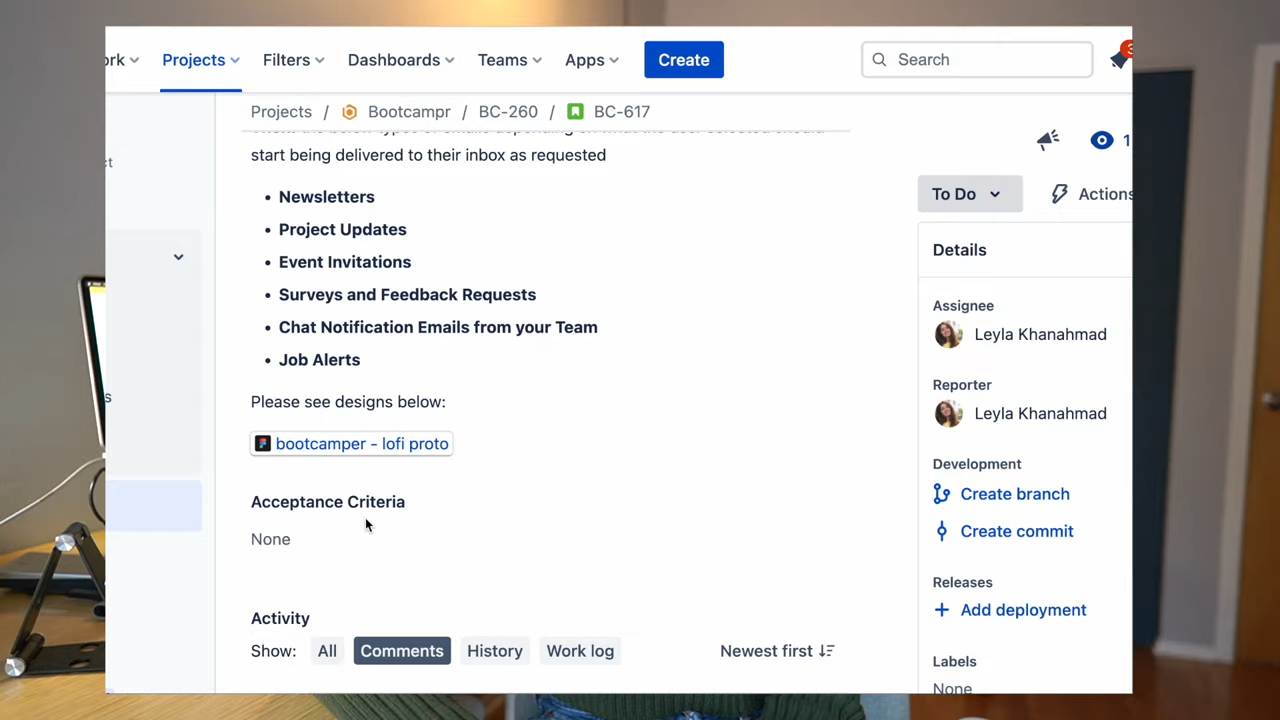 Projects
Filters
Dashboards
Teams
Apps
Create
Search
Projects / Bootcampr / BC-260 / BC-617
start being delivered to their inbox as requested
• Newsletters
• Project Updates
• Event Invitations
• Surveys and Feedback Requests
• Chat Notification Emails from your Team
• Job Alerts
Please see designs below:
bootcamper - lofi proto
Acceptance Criteria
None
Activity
Show: All Comments History Work log
Newest first
1
To Do
Actions
Details
Assignee
Leyla Khanahmad
Reporter
Leyla Khanahmad
Development
Create branch
Create commit
Releases
+ Add deployment
Labels
None